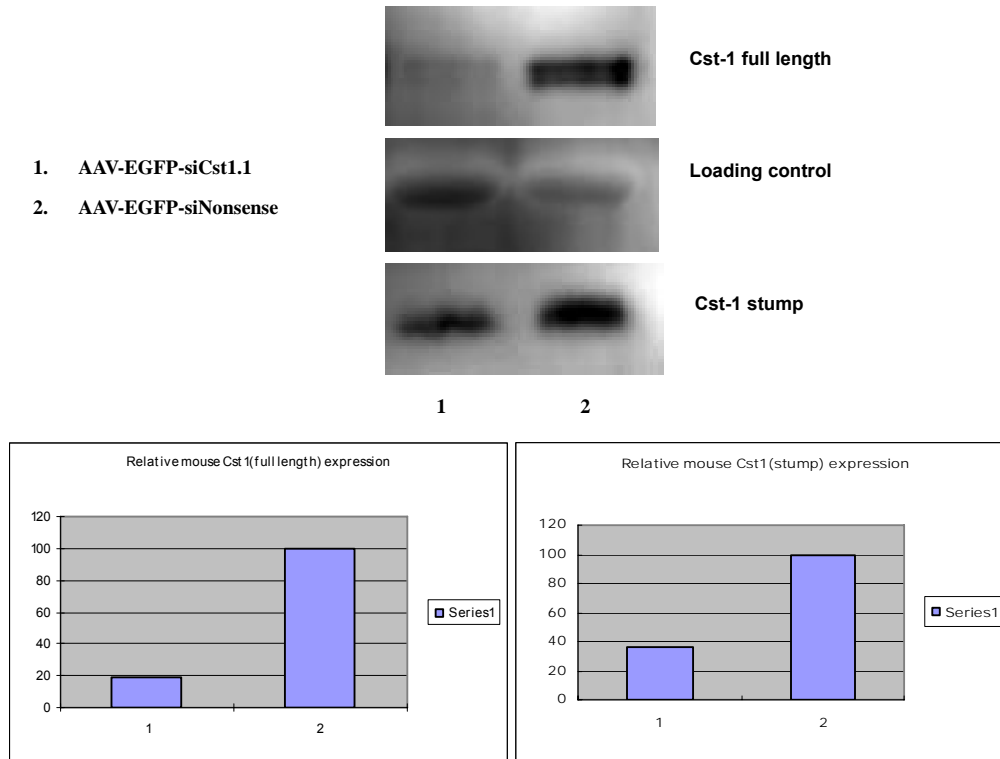 Cst-1 full length
1. AAV-EGFP-siCst1.1
2. AAV-EGFP-siNonsense
Loading control
Cst-1 stump
1 2
Relative mouse Cst1(full length) expression
120
100
80
60
40
20
0
1 2
Series1
Relative mouse Cst1(stump) expression
120
100
80
60
40
20
0
1 2
Series1